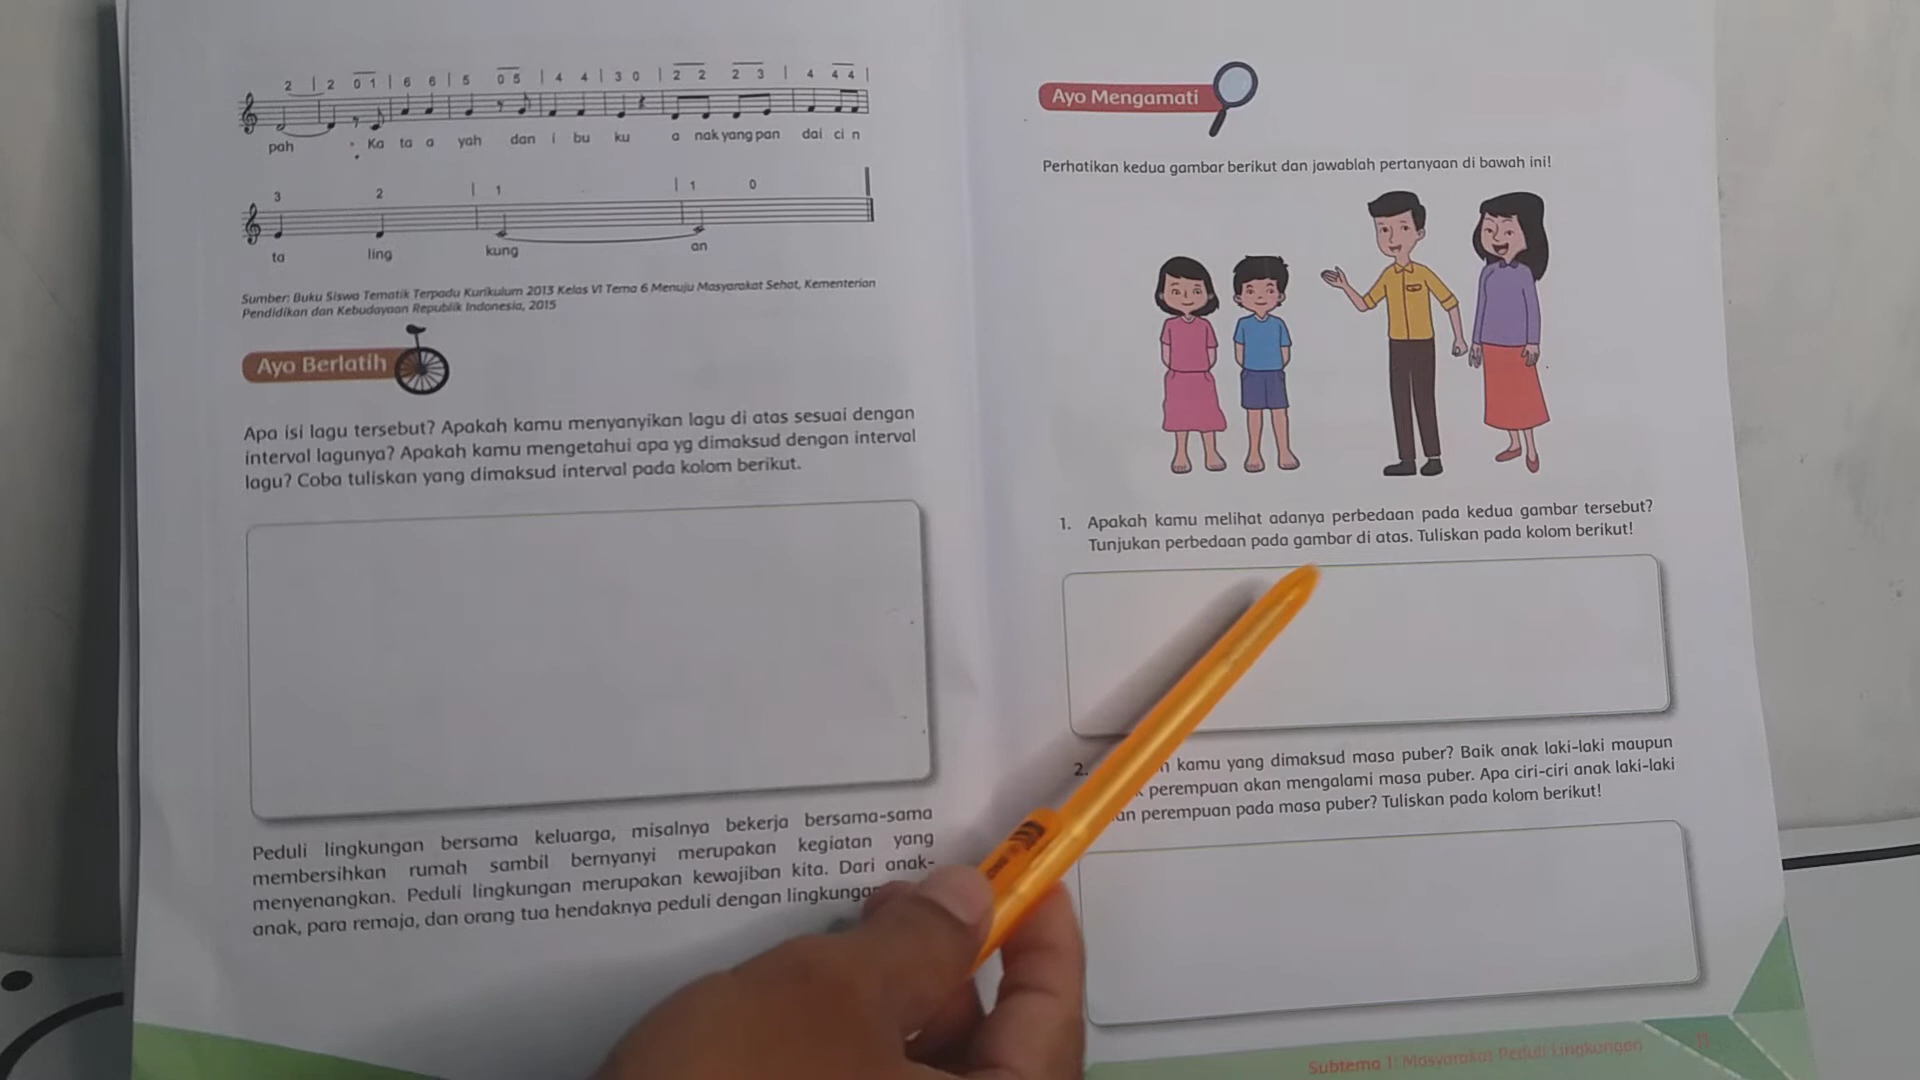 2 | 2 0 1 | 6 6 | 5 0 5 | 4 4 | 3 0 | 2 2 2 3 | 4 4 4 |
pah Ka ta a yah dan i bu ku a nak yang pan dai ci n
3 2 | 1 | 1 0
ta ling kung an
Sumber: Buku Siswa Tematik Terpadu Kurikulum 2013 Kelas VI Tema 6 Menuju Masyarakat Sehat, Kementerian
Pendidikan dan Kebudayaan Republik Indonesia, 2015
Ayo Berlatih
Apa isi lagu tersebut? Apakah kamu menyanyikan lagu di atas sesuai dengan
interval lagunya? Apakah kamu mengetahui apa yg dimaksud dengan interval
lagu? Coba tuliskan yang dimaksud interval pada kolom berikut.
Peduli lingkungan bersama keluarga, misalnya bekerja bersama-sama
membersihkan rumah sambil bernyanyi merupakan kegiatan yang
menyenangkan. Peduli lingkungan merupakan kewajiban kita. Dari anak-
anak, para remaja, dan orang tua hendaknya peduli dengan
Ayo Mengamati
Perhatikan kedua gambar berikut dan jawablah pertanyaan di bawah ini!
1. Apakah kamu melihat adanya perbedaan pada kedua gambar tersebut?
Tunjukan perbedaan pada gambar di atas. Tuliskan pada kolom berikut!
2. kamu yang dimaksud masa puber? Baik anak laki-laki maupun
perempuan akan mengalami masa puber. Apa ciri-ciri anak laki-laki
perempuan pada masa puber? Tuliskan pada kolom berikut!
Subtema 1: Masyarakat Peduli Lingkungan